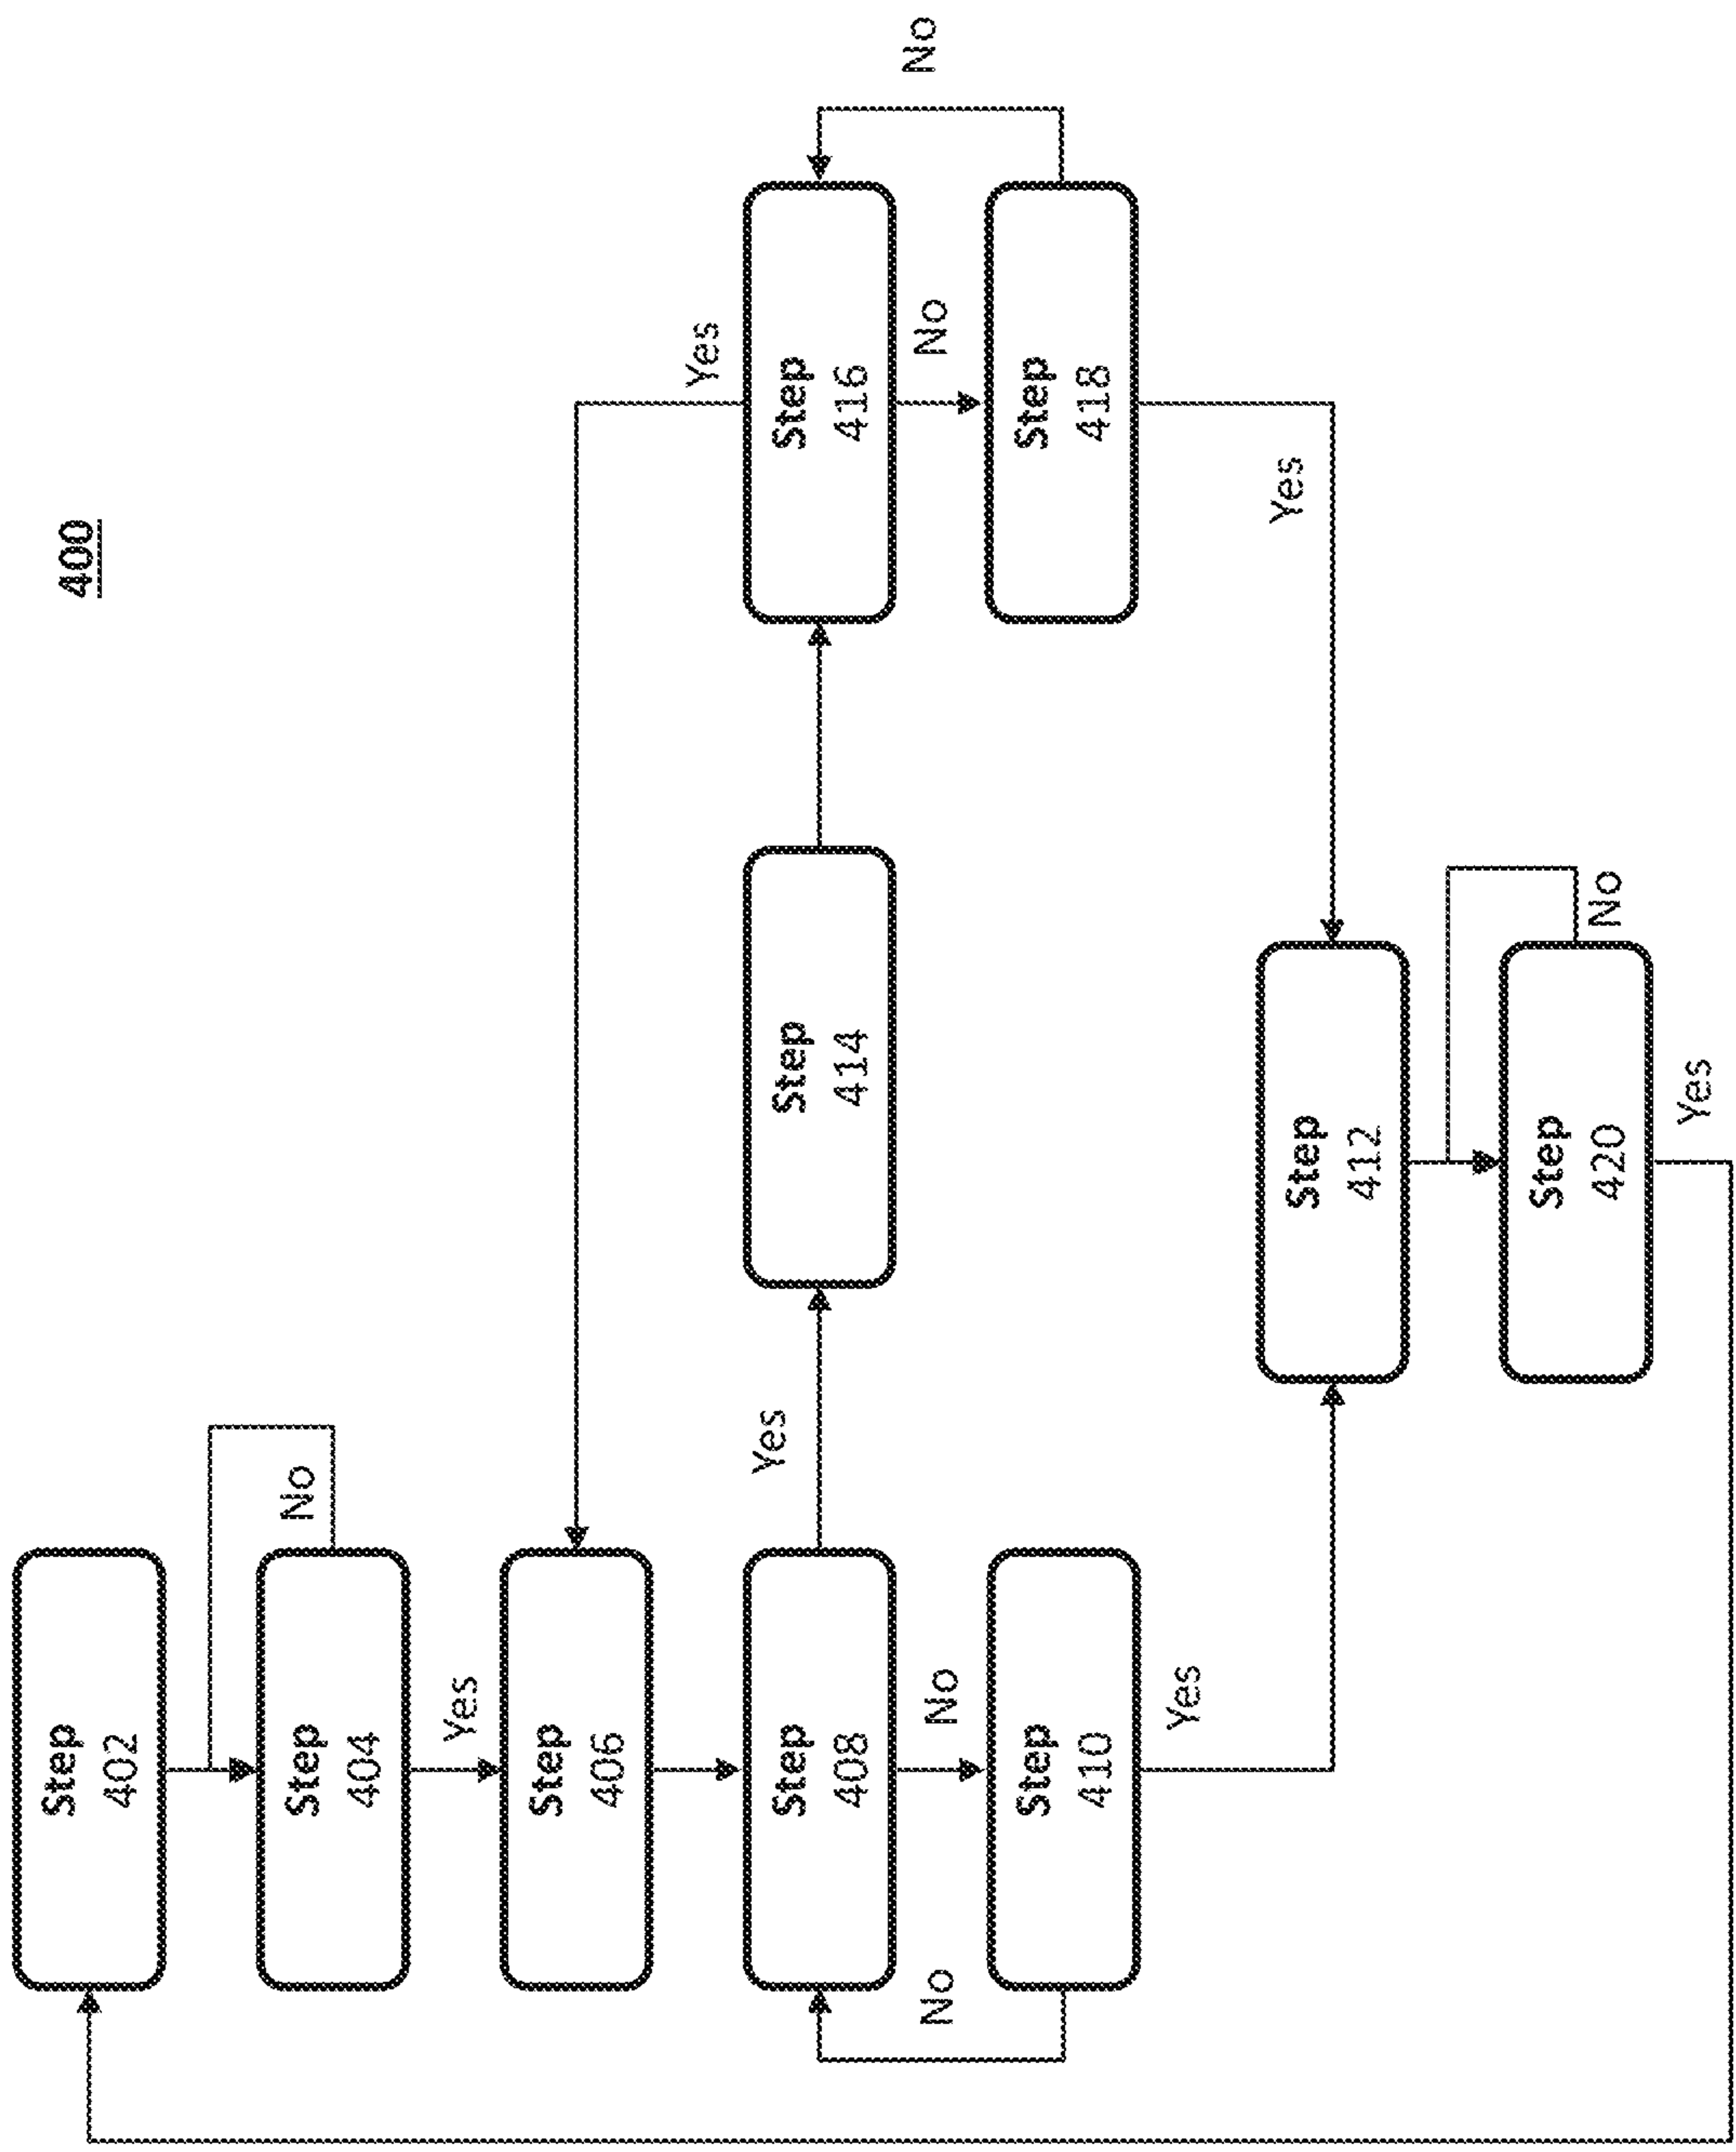 400
Step
402
No
Step
404
Yes
Step
406
Step
408
Yes
Step
414
Yes
Step
416
No
No
No
No
Step
410
Step
418
Yes
Yes
Step
412
No
Step
420
Yes